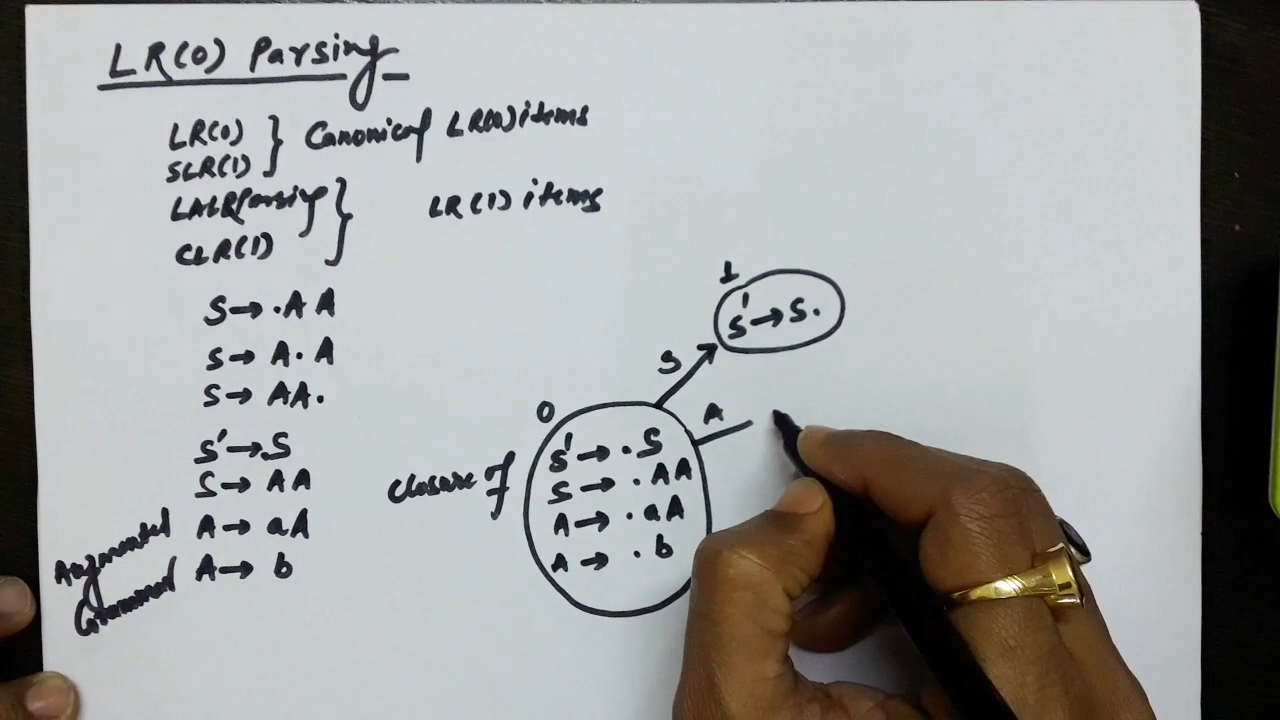 LR(0) Parsing
LR(0) } Canonical LR(0) items
SLR(1)
LALR Parsing } LR(1) items
CLR(1)
S → .AA
S → A.A
S → AA.
S' → .S
S → AA
A → aA
A → b
Augmented
Grammar
1
S' → S.
S
A
0
Closure of
S' → .S
S → .AA
A → .aA
A → .b